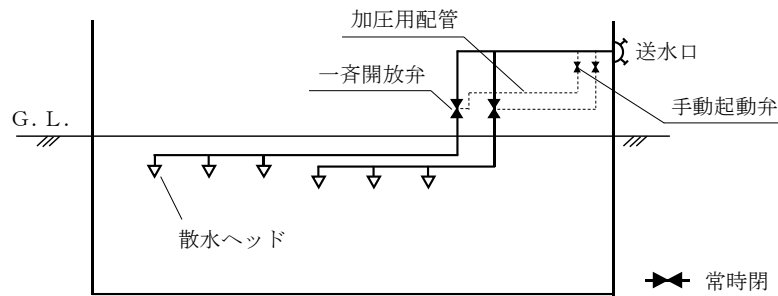 加圧用配管
送水口
一斉開放弁
手動起動弁
G. L.
散水ヘッド
常時閉